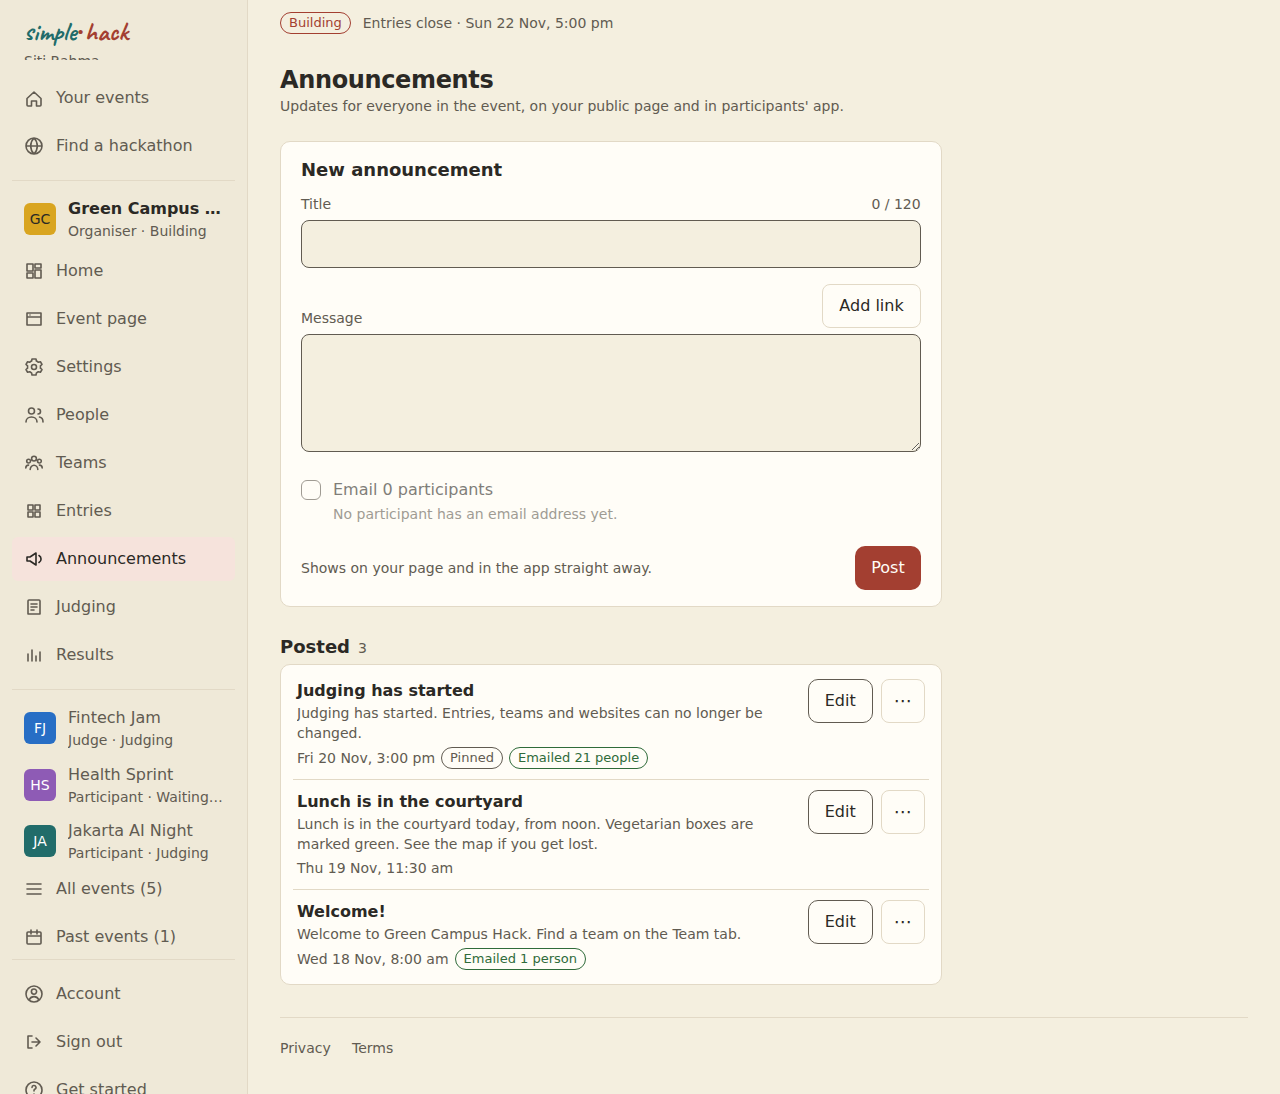 simple·hack
Siti Rahma
Your events
Find a hackathon
GC
Green Campus …
Organiser · Building
Home
Event page
Settings
People
Teams
Entries
Announcements
Judging
Results
FJ
Fintech Jam
Judge · Judging
HS
Health Sprint
Participant · Waiting…
JA
Jakarta AI Night
Participant · Judging
All events (5)
Past events (1)
Account
Sign out
Get started
Building
Entries close · Sun 22 Nov, 5:00 pm
Announcements
Updates for everyone in the event, on your public page and in participants' app.
New announcement
Title
0 / 120
Add link
Message
Email 0 participants
No participant has an email address yet.
Shows on your page and in the app straight away.
Post
Posted 3
Judging has started
Judging has started. Entries, teams and websites can no longer be
changed.
Fri 20 Nov, 3:00 pm Pinned Emailed 21 people
Edit ⋯
Lunch is in the courtyard
Lunch is in the courtyard today, from noon. Vegetarian boxes are
marked green. See the map if you get lost.
Thu 19 Nov, 11:30 am
Edit ⋯
Welcome!
Welcome to Green Campus Hack. Find a team on the Team tab.
Wed 18 Nov, 8:00 am Emailed 1 person
Edit ⋯
Privacy Terms